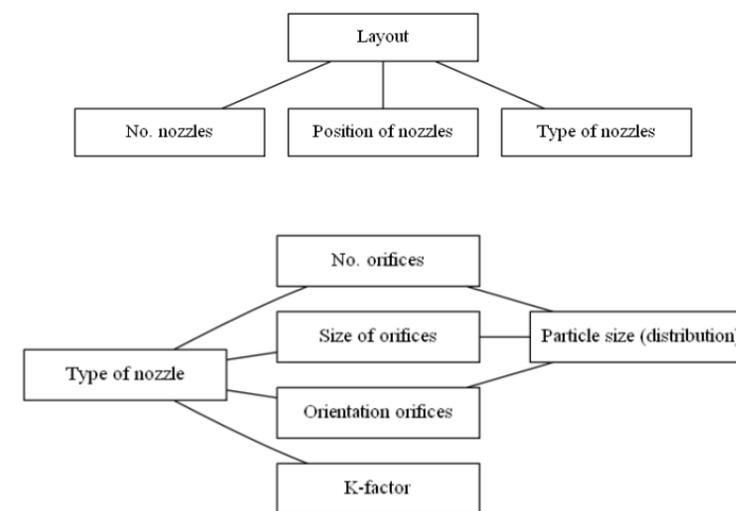 Layout
No. nozzles
Position of nozzles
Type of nozzles
No. orifices
Size of orifices
Particle size (distribution)
Type of nozzle
Orientation orifices
K-factor